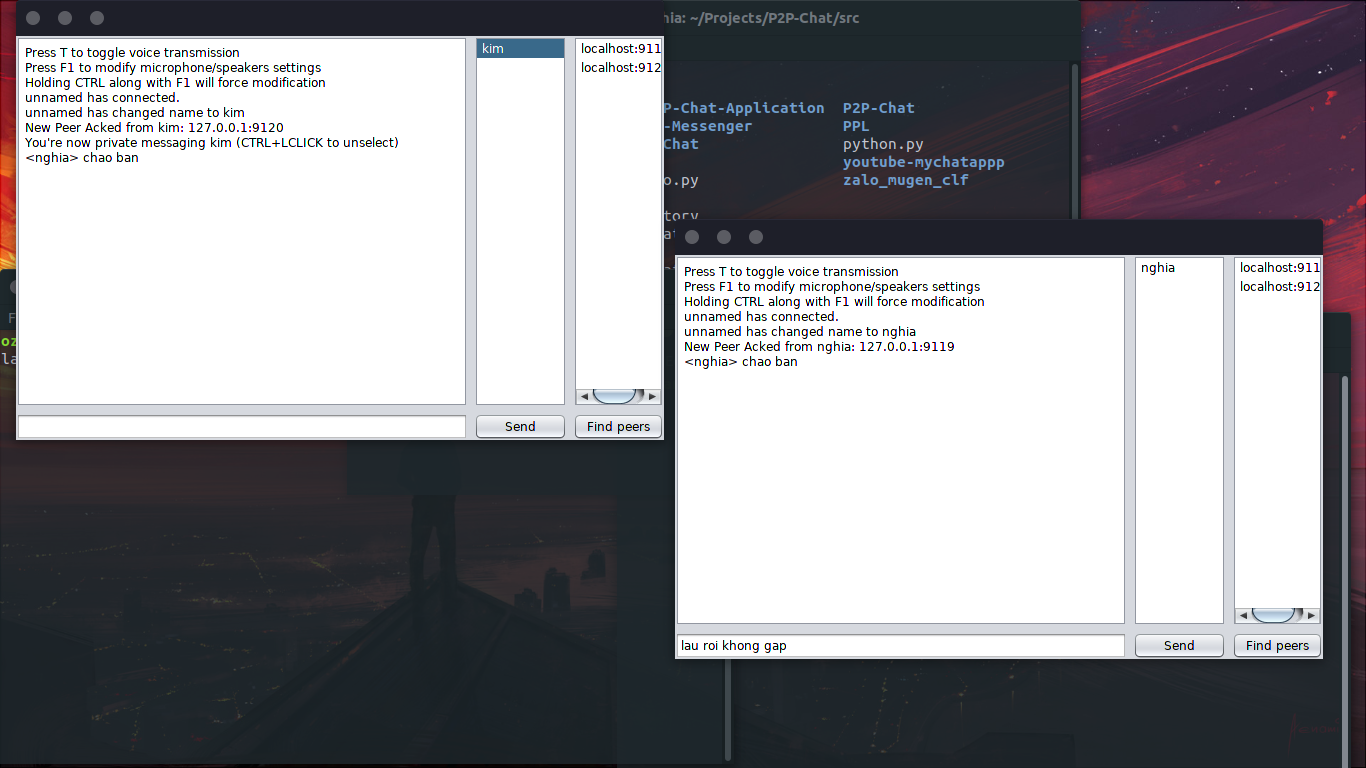 hia: ~/Projects/P2P-Chat/src
Press T to toggle voice transmission
Press F1 to modify microphone/speakers settings
Holding CTRL along with F1 will force modification
unnamed has connected.
unnamed has changed name to kim
New Peer Acked from kim: 127.0.0.1:9120
You're now private messaging kim (CTRL+LCLICK to unselect)
<nghia> chao ban
kim
localhost:911
localhost:912
Send
Find peers
P-Chat-Application P2P-Chat
-Messenger PPL
Chat python.py
youtube-mychatappp
o.py zalo_mugen_clf
tory
Press T to toggle voice transmission
Press F1 to modify microphone/speakers settings
Holding CTRL along with F1 will force modification
unnamed has connected.
unnamed has changed name to nghia
New Peer Acked from nghia: 127.0.0.1:9119
<nghia> chao ban
nghia
localhost:911
localhost:912
lau roi khong gap
Send
Find peers
F
oz
la